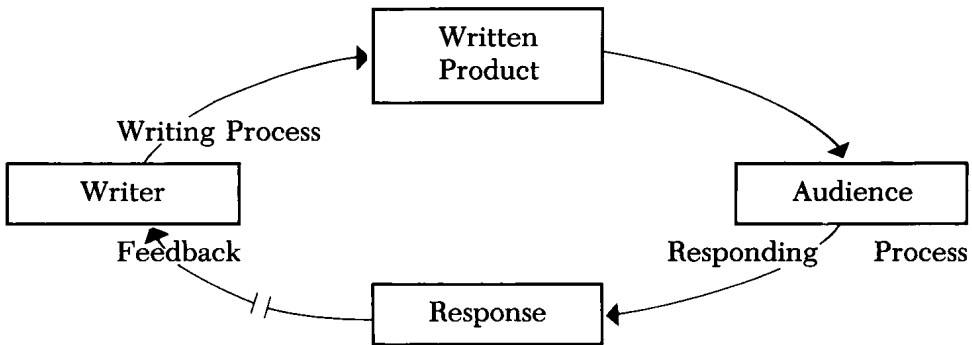 Written
Product
Writing Process
Writer
Audience
Feedback
Responding Process
Response